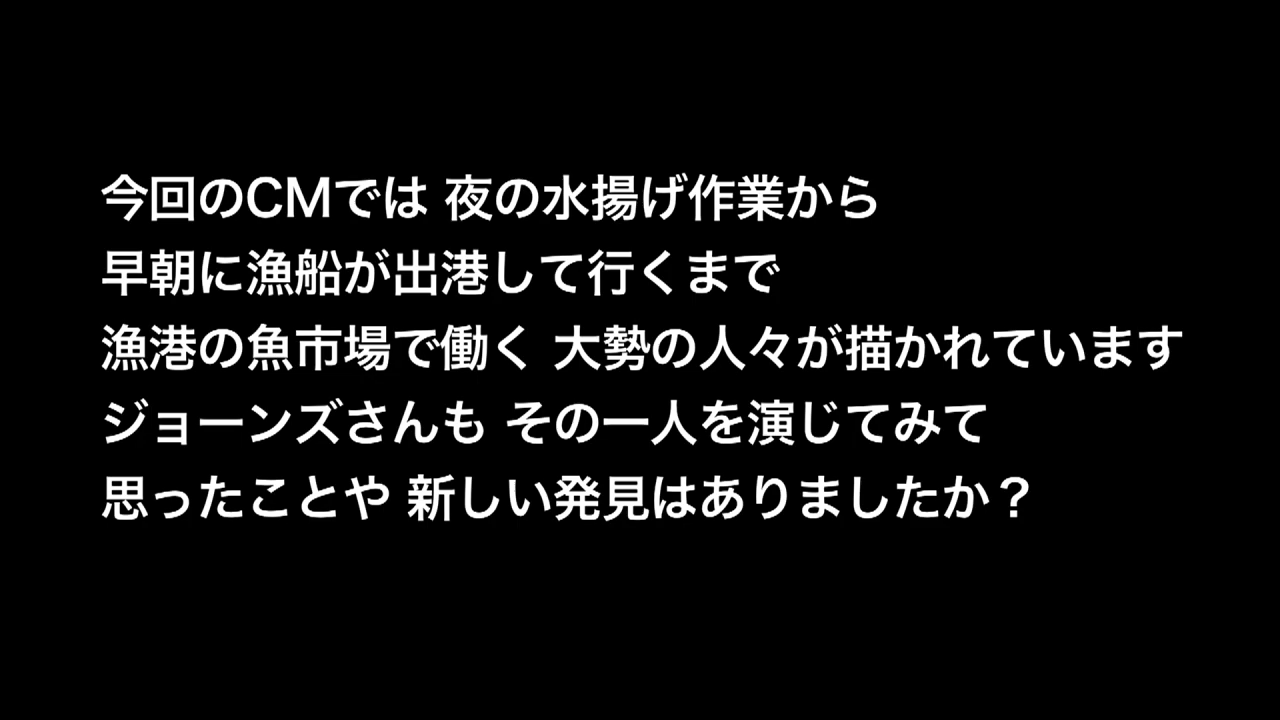 今回のCMでは 夜の水揚げ作業から
早朝に漁船が出港して行くまで
漁港の魚市場で働く 大勢の人々が描かれています
ジョーンズさんも その一人を演じてみて
思ったことや 新しい発見はありましたか？